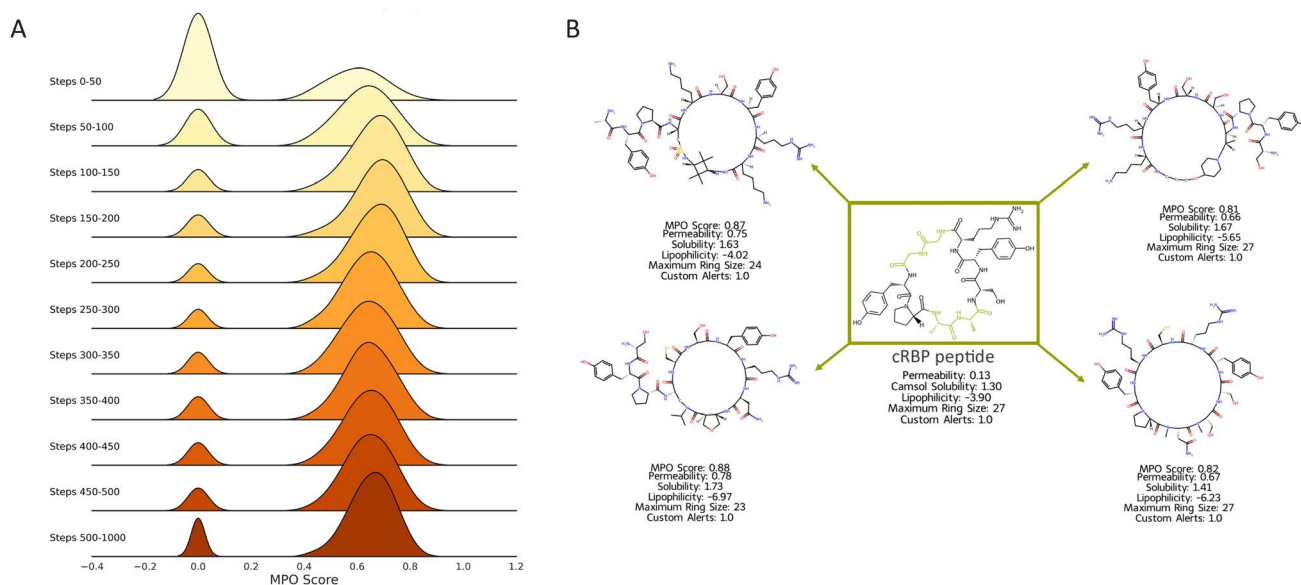 A
Steps 0-50
Steps 50-100
Steps 100-150
Steps 150-200
Steps 200-250
Steps 250-300
Steps 300-350
Steps 350-400
Steps 400-450
Steps 450-500
Steps 500-1000
−0.4 −0.2 0.0 0.2 0.4 0.6 0.8 1.0 1.2
MPO Score
B
MPO Score: 0.87
Permeability: 0.75
Solubility: 1.63
Lipophilicity: −4.02
Maximum Ring Size: 24
Custom Alerts: 1.0
MPO Score: 0.81
Permeability: 0.66
Solubility: 1.67
Lipophilicity: −5.65
Maximum Ring Size: 27
Custom Alerts: 1.0
cRBP peptide
Permeability: 0.13
Camsol Solubility: 1.30
Lipophilicity: −3.90
Maximum Ring Size: 27
Custom Alerts: 1.0
MPO Score: 0.88
Permeability: 0.78
Solubility: 1.73
Lipophilicity: −6.97
Maximum Ring Size: 23
Custom Alerts: 1.0
MPO Score: 0.82
Permeability: 0.67
Solubility: 1.41
Lipophilicity: −6.23
Maximum Ring Size: 27
Custom Alerts: 1.0